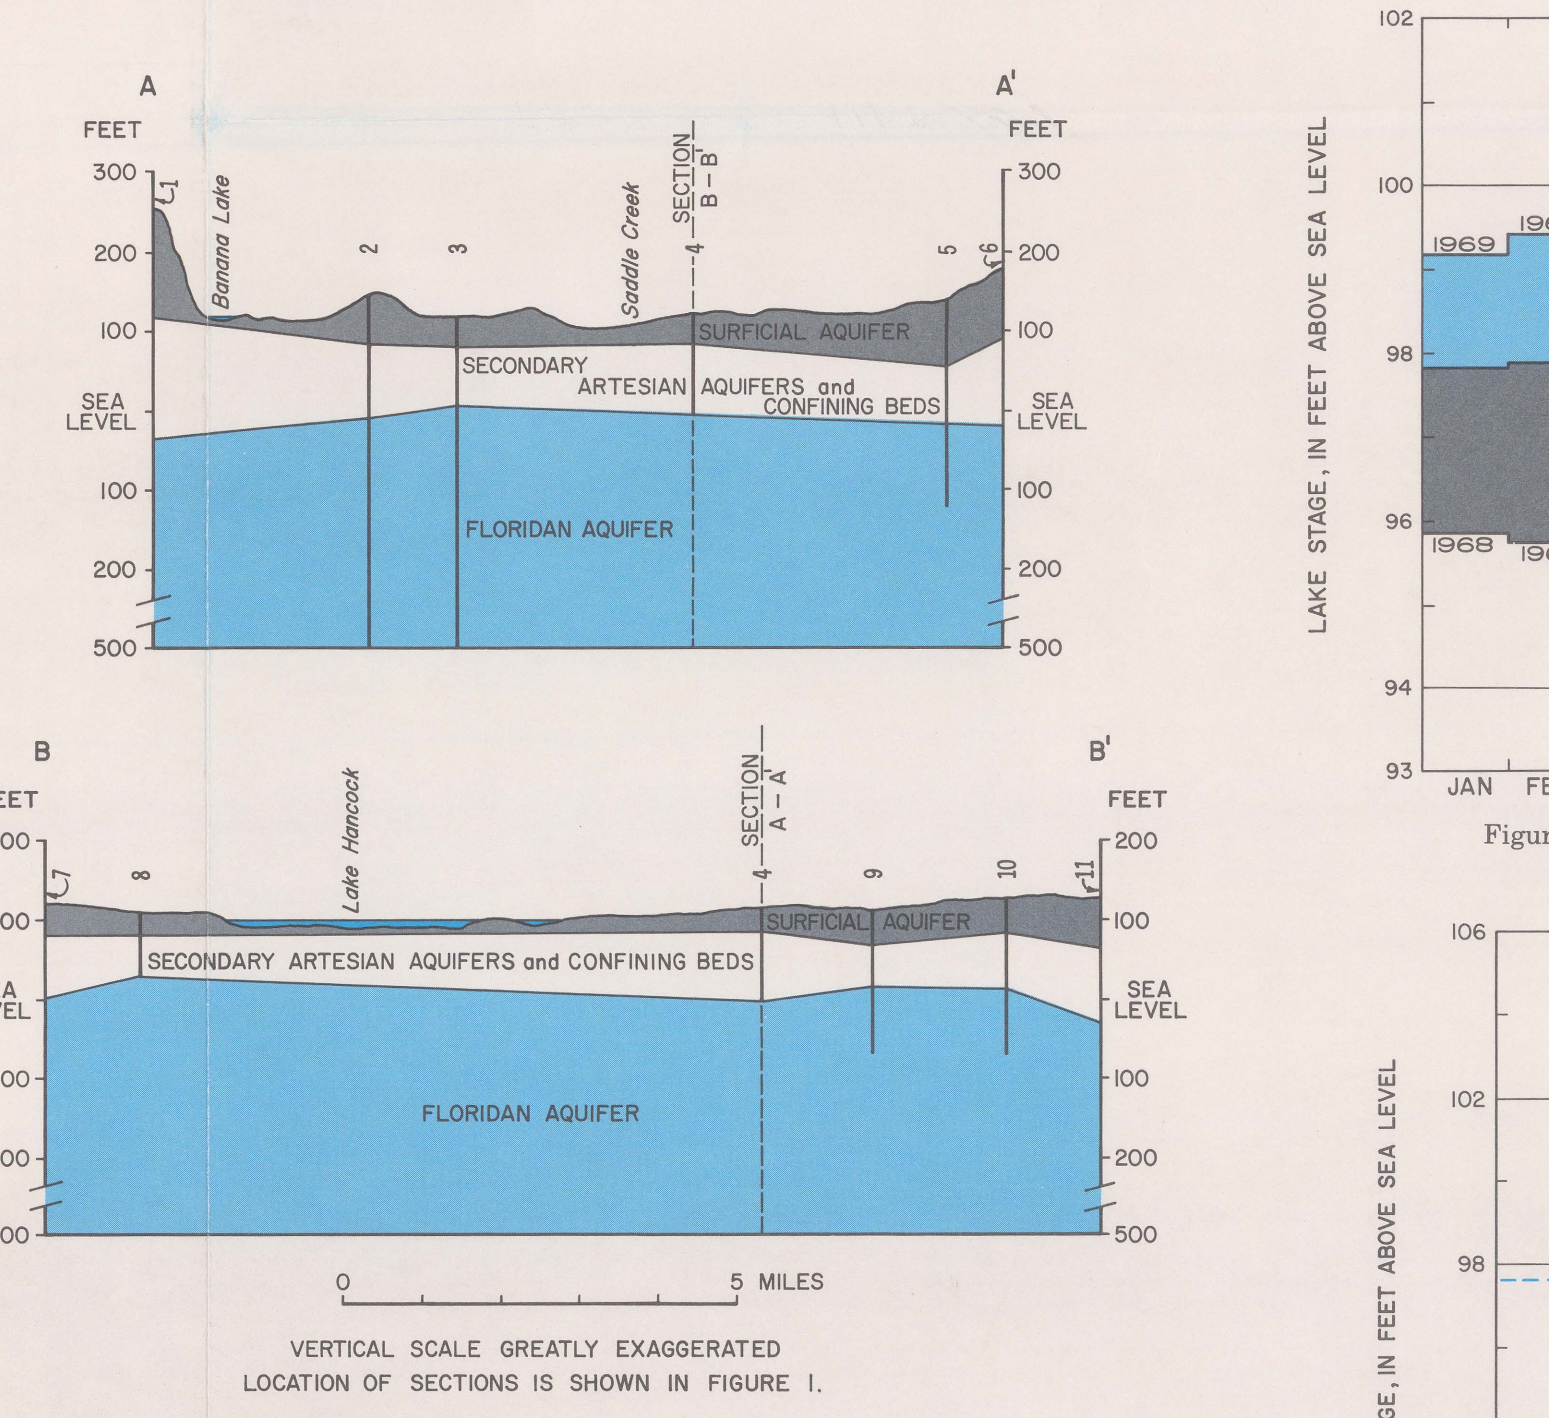 A
A'
FEET
FEET
300
200
100
SEA
LEVEL
100
200
500
1
Banana Lake
2
3
Saddle Creek
SECTION
B – B'
4
5
6
300
200
100
SEA
LEVEL
100
200
500
SURFICIAL AQUIFER
SECONDARY
ARTESIAN AQUIFERS and
CONFINING BEDS
FLORIDAN AQUIFER
B
B'
FEET
7
8
Lake Hancock
SECTION
A – A'
4
9
10
11
200
100
SEA
LEVEL
100
200
500
SURFICIAL AQUIFER
SECONDARY ARTESIAN AQUIFERS and CONFINING BEDS
FLORIDAN AQUIFER
0
5 MILES
VERTICAL SCALE GREATLY EXAGGERATED
LOCATION OF SECTIONS IS SHOWN IN FIGURE 1.
LAKE STAGE, IN FEET ABOVE SEA LEVEL
102
100
98
96
94
93
1969
1968
JAN
106
102
98
IN FEET ABOVE SEA LEVEL